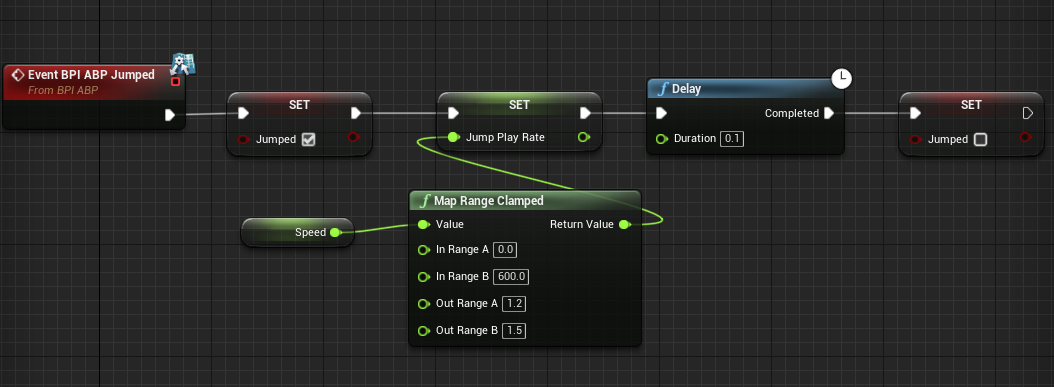 Event BPI ABP Jumped
From BPI ABP
SET
Jumped
SET
Jump Play Rate
f Delay
Completed
Duration 0.1
SET
Jumped
Speed
f Map Range Clamped
Value Return Value
In Range A 0.0
In Range B 600.0
Out Range A 1.2
Out Range B 1.5